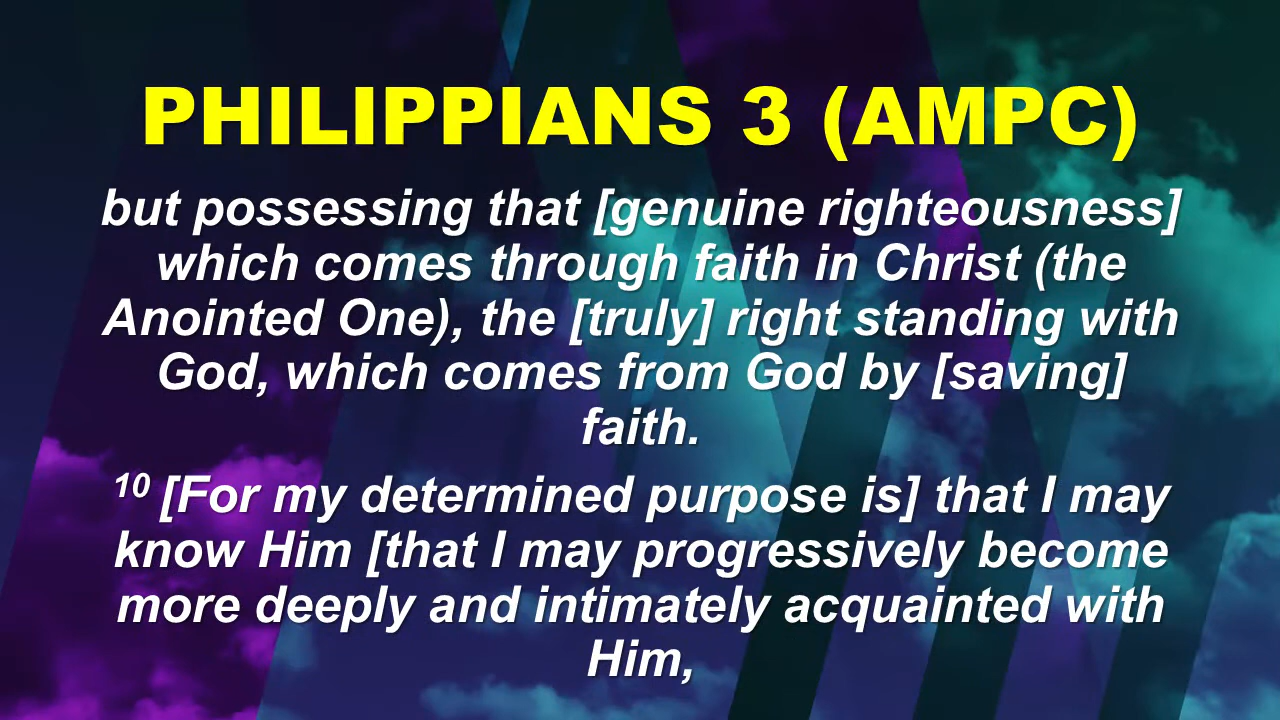 PHILIPPIANS 3 (AMPC)
but possessing that [genuine righteousness]
which comes through faith in Christ (the
Anointed One), the [truly] right standing with
God, which comes from God by [saving]
faith.
10 [For my determined purpose is] that I may
know Him [that I may progressively become
more deeply and intimately acquainted with
Him,